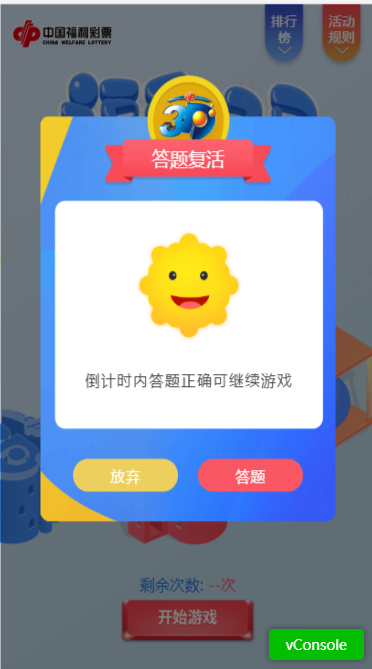 中国福利彩票
CHINA WELFARE LOTTERY
排行
榜
活动
规则
3D
答题复活
倒计时内答题正确可继续游戏
放弃
答题
剩余次数: --次
开始游戏
vConsole